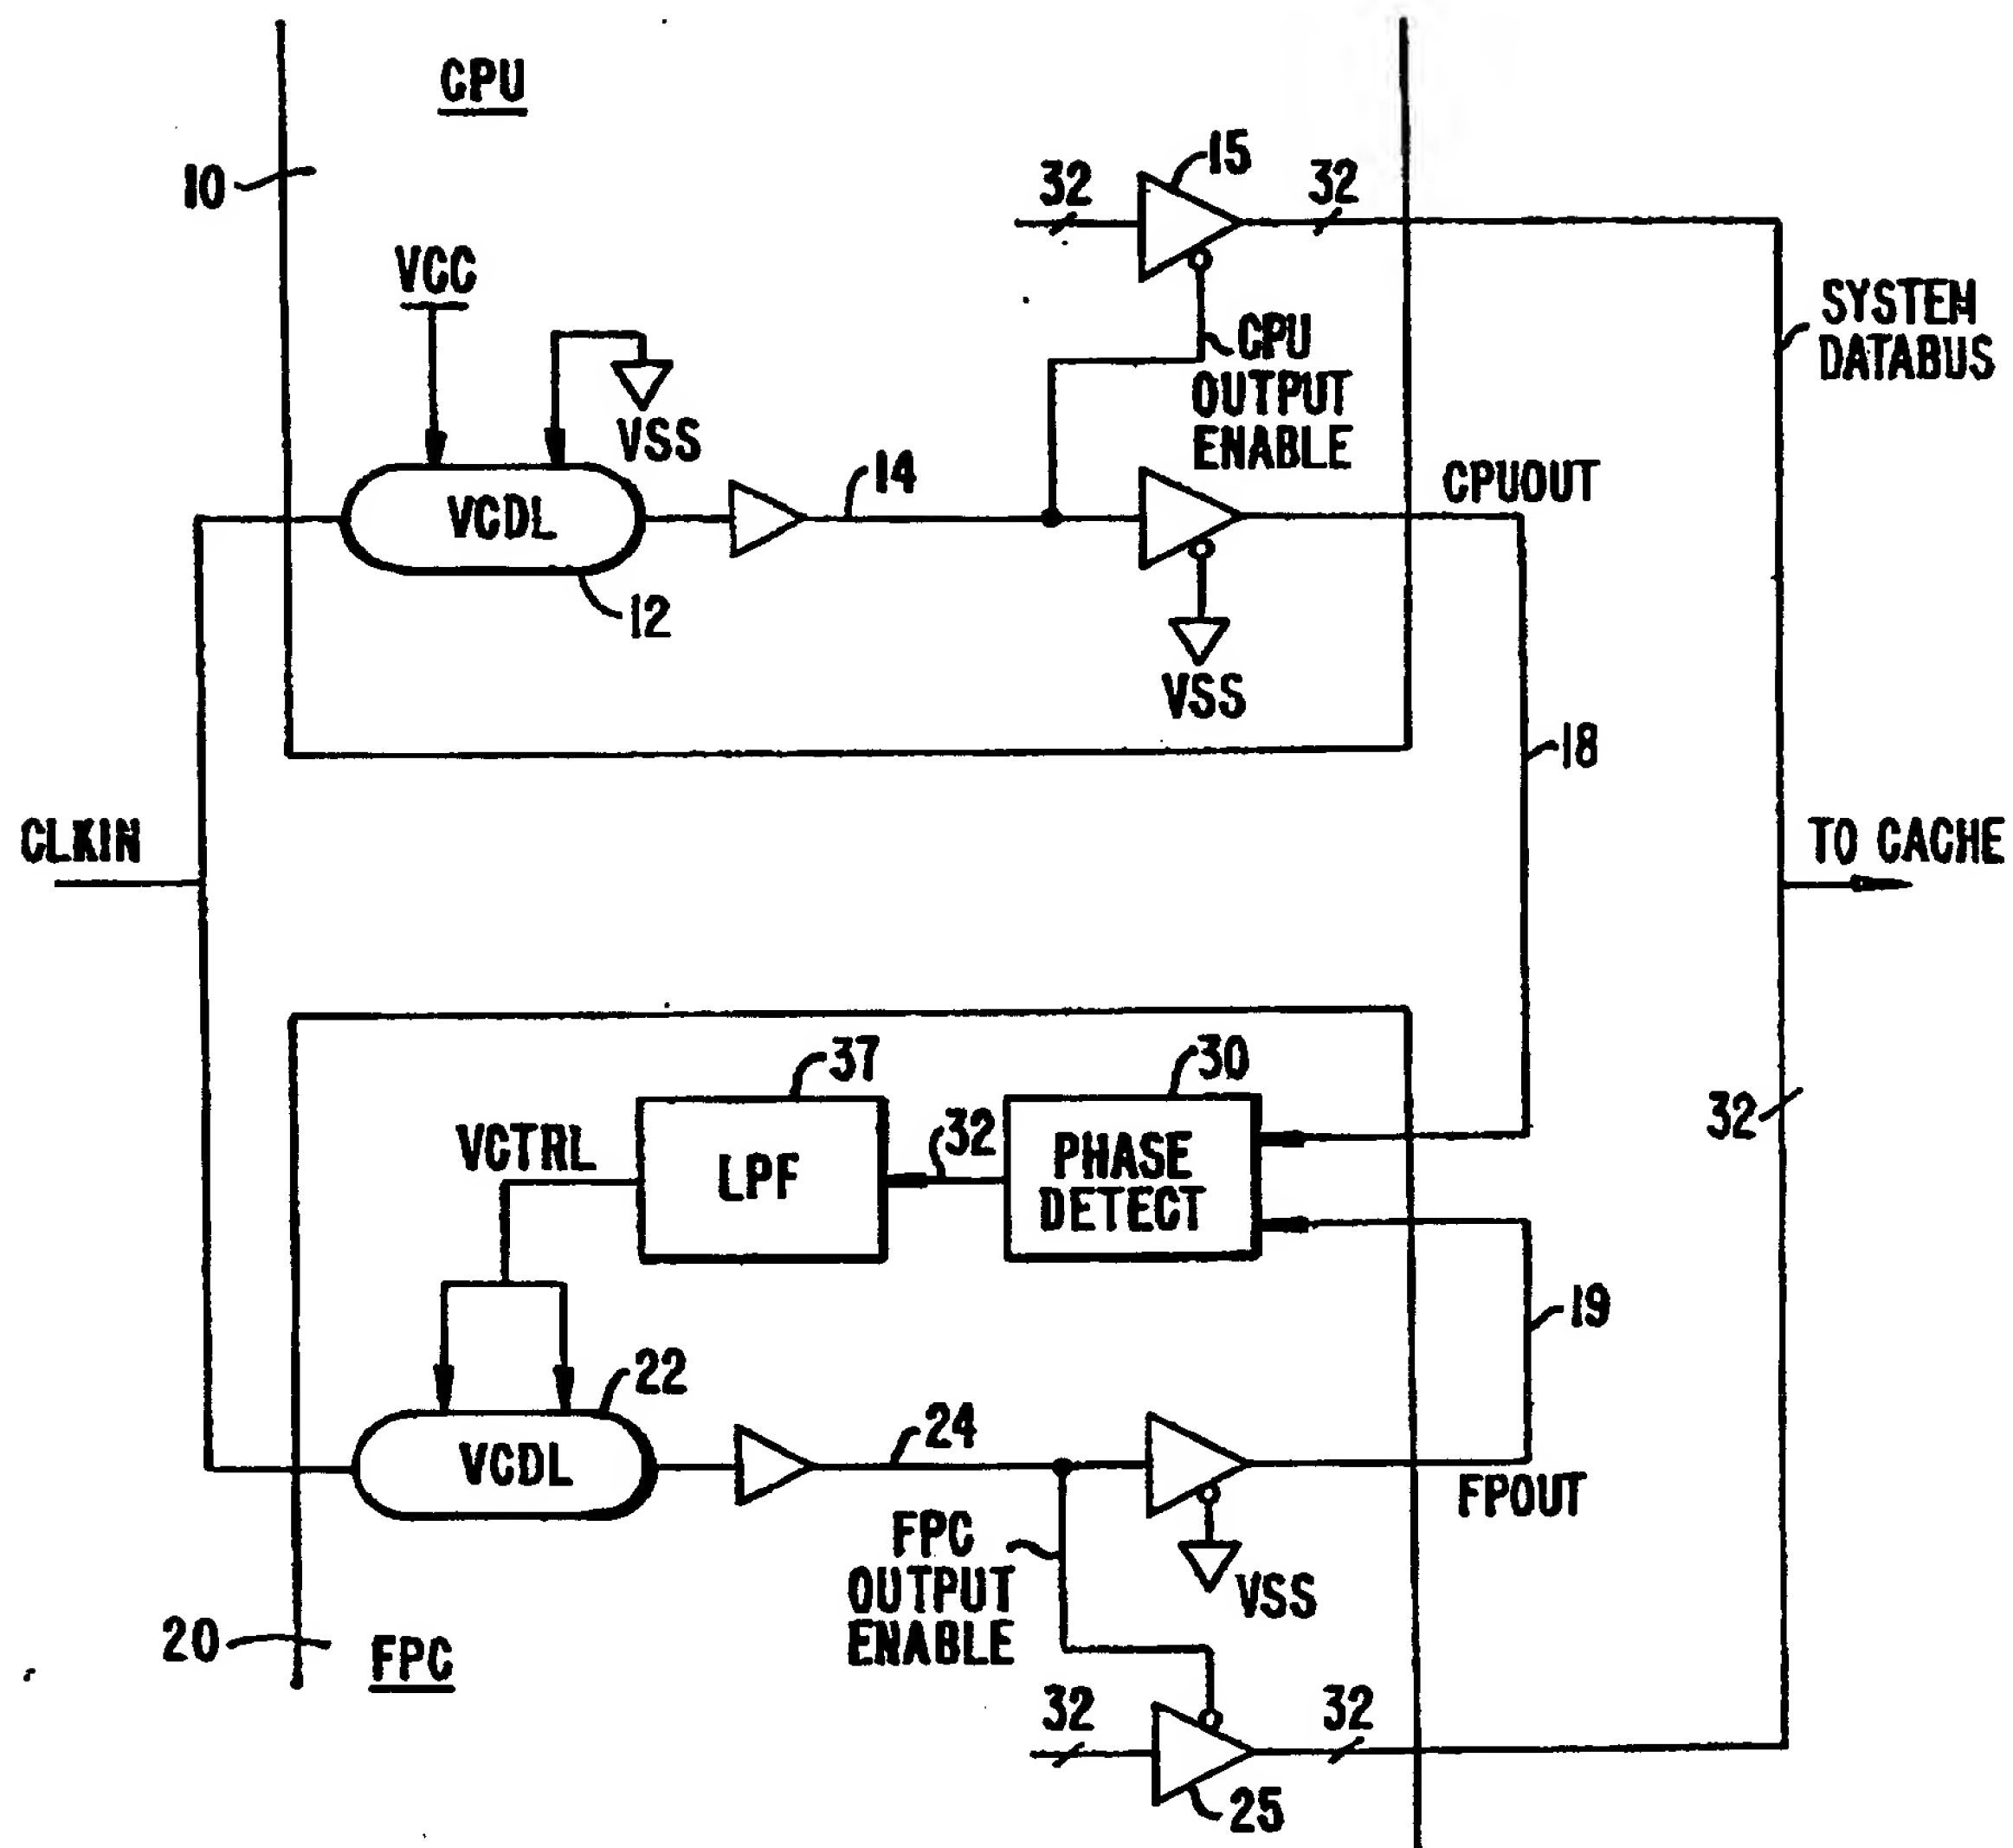 CPU
10
32
15
32
VCC
VSS
CPU
OUTPUT
ENABLE
SYSTEM
DATABUS
VCDL
14
CPUOUT
12
VSS
18
CLKIN
TO CACHE
37
30
VCTRL
LPF
32
PHASE
DETECT
32
19
22
VCDL
24
FPOUT
FPC
OUTPUT
ENABLE
VSS
20
FPC
32
32
25